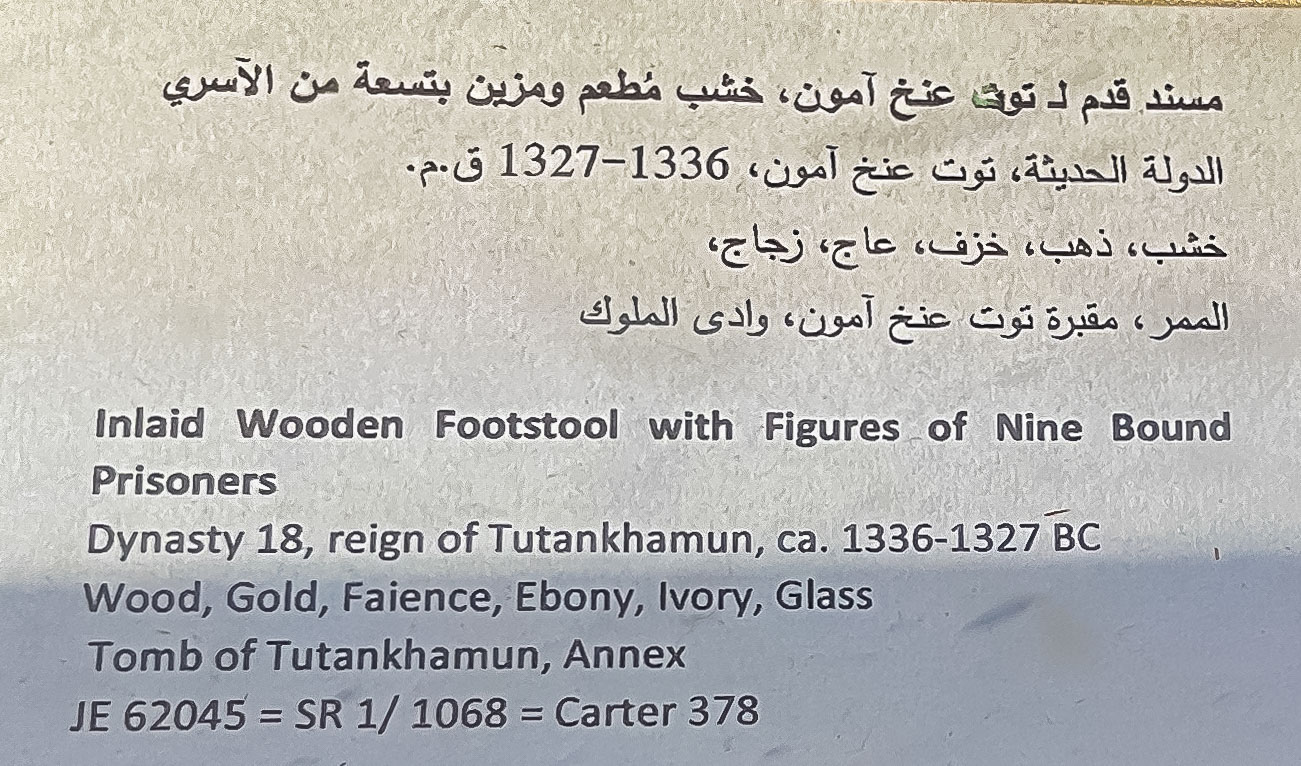 مسند قدم لـ توت عنخ آمون، خشب مُطعم ومزين بتسعة من الآسري
الدولة الحديثة، توت عنخ آمون، 1336–1327 ق.م.
خشب، ذهب، خزف، عاج، زجاج،
الممر، مقبرة توت عنخ آمون، وادى الملوك
Inlaid Wooden Footstool with Figures of Nine Bound
Prisoners
Dynasty 18, reign of Tutankhamun, ca. 1336-1327 BC
Wood, Gold, Faience, Ebony, Ivory, Glass
Tomb of Tutankhamun, Annex
JE 62045 = SR 1/ 1068 = Carter 378